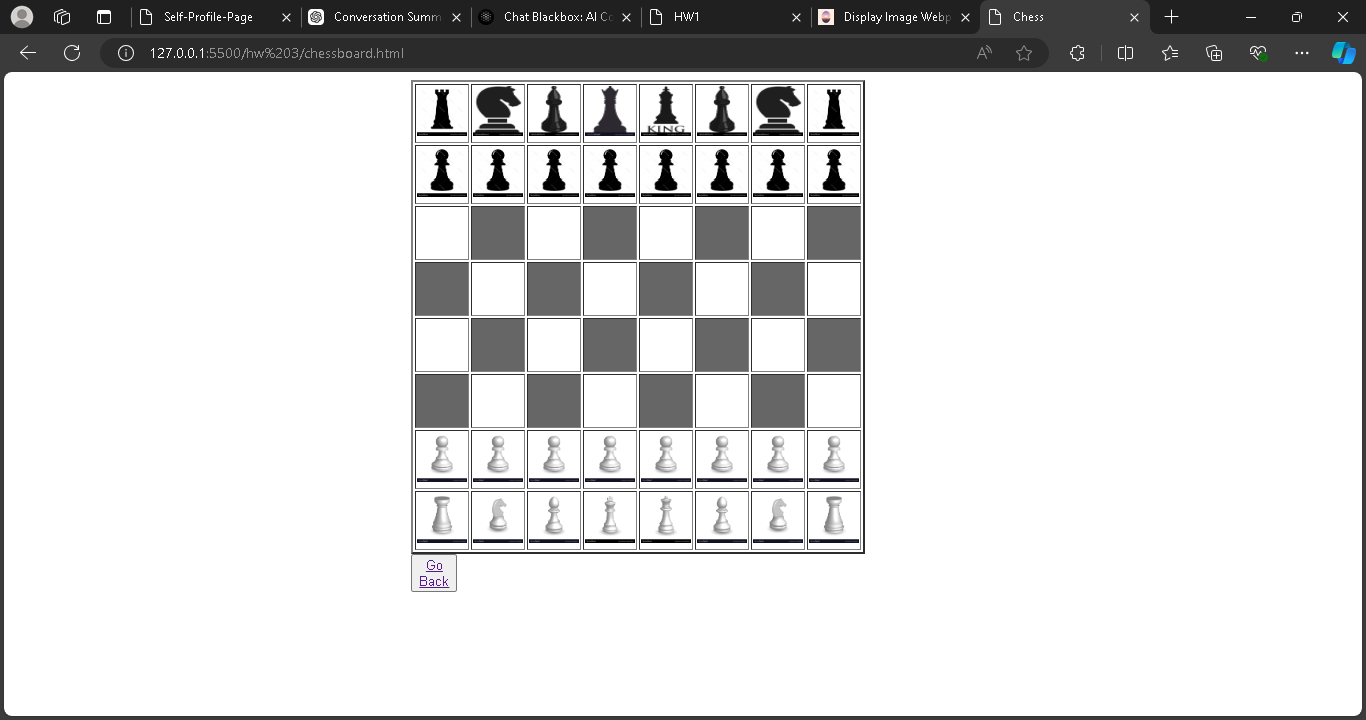 Self-Profile-Page
Conversation Summ
Chat Blackbox: AI Co
HW1
Display Image Webp
Chess
127.0.0.1:5500/hw%203/chessboard.html
KING
Go
Back